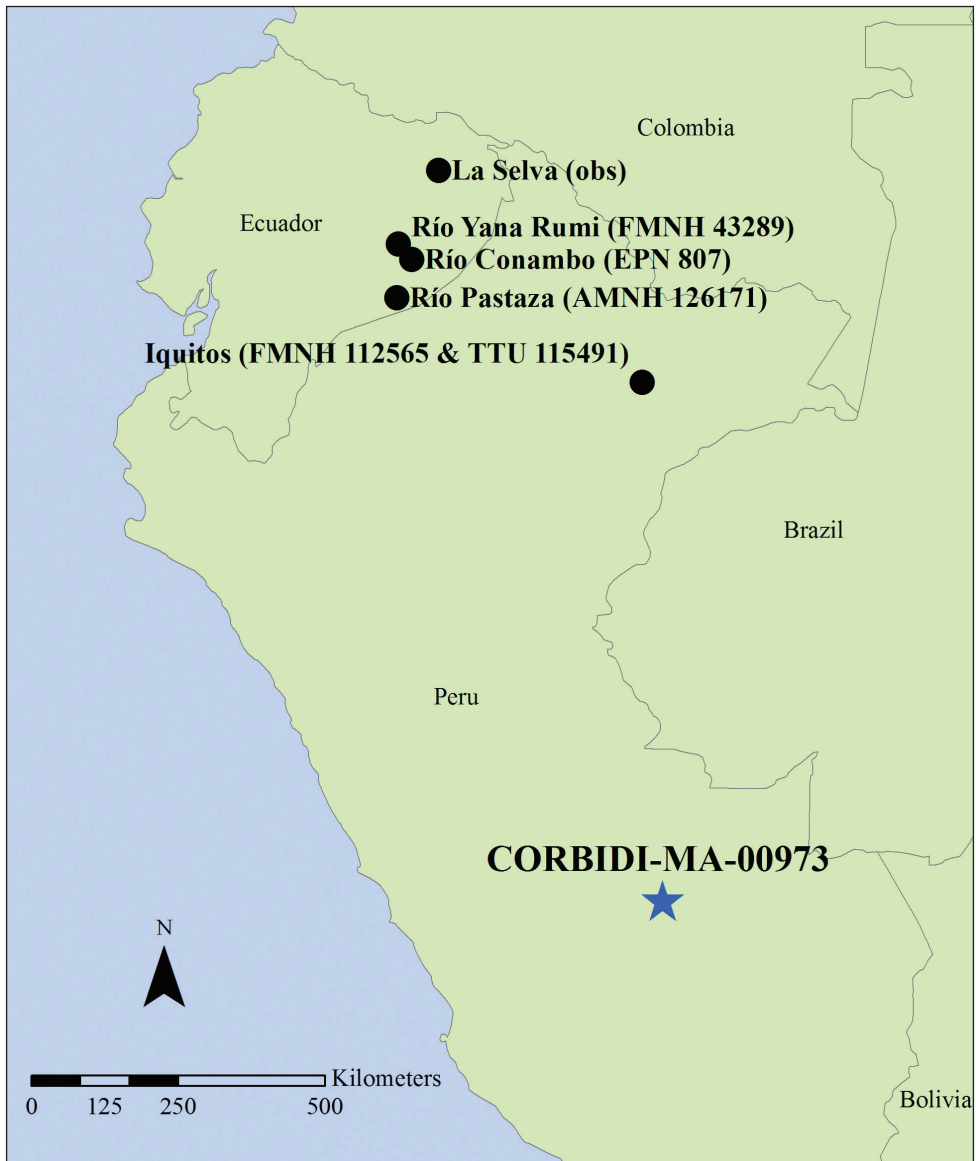 Colombia
La Selva (obs)
Ecuador
Río Yana Rumi (FMNH 43289)
Río Conambo (EPN 807)
Río Pastaza (AMNH 126171)
Iquitos (FMNH 112565 & TTU 115491)
Brazil
Peru
CORBIDI-MA-00973
N
Kilometers
0 125 250 500
Bolivia